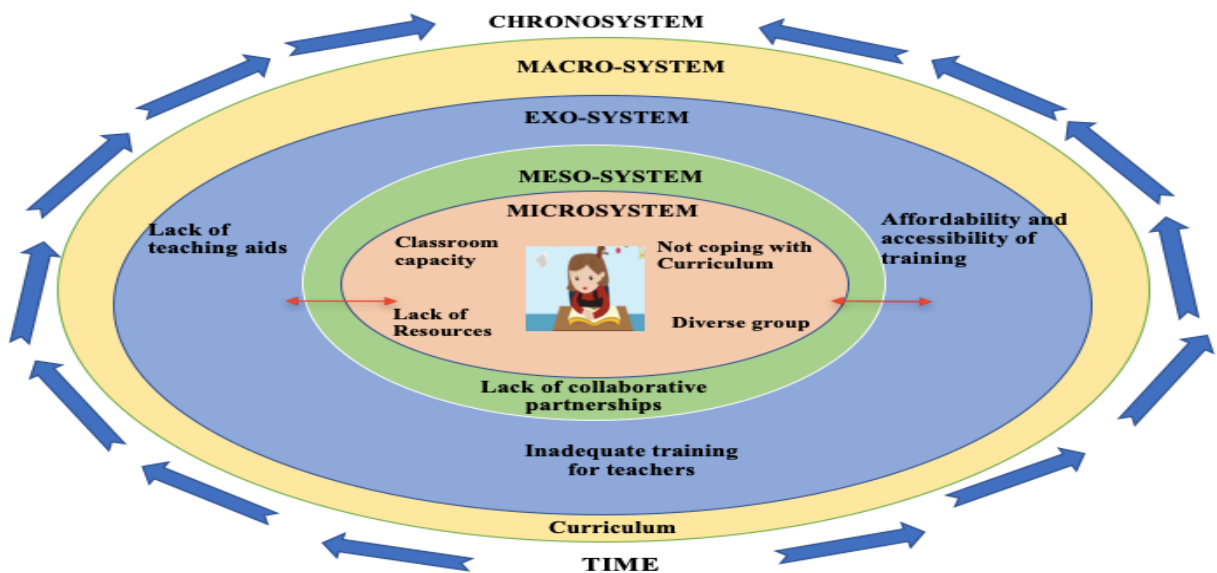 CHRONOSYSTEM
MACRO-SYSTEM
EXO-SYSTEM
MESO-SYSTEM
MICROSYSTEM
Lack of
teaching aids
Classroom
capacity
Not coping with
Curriculum
Affordability and
accessibility of
training
Lack of
Resources
Diverse group
Lack of collaborative
partnerships
Inadequate training
for teachers
Curriculum
TIME